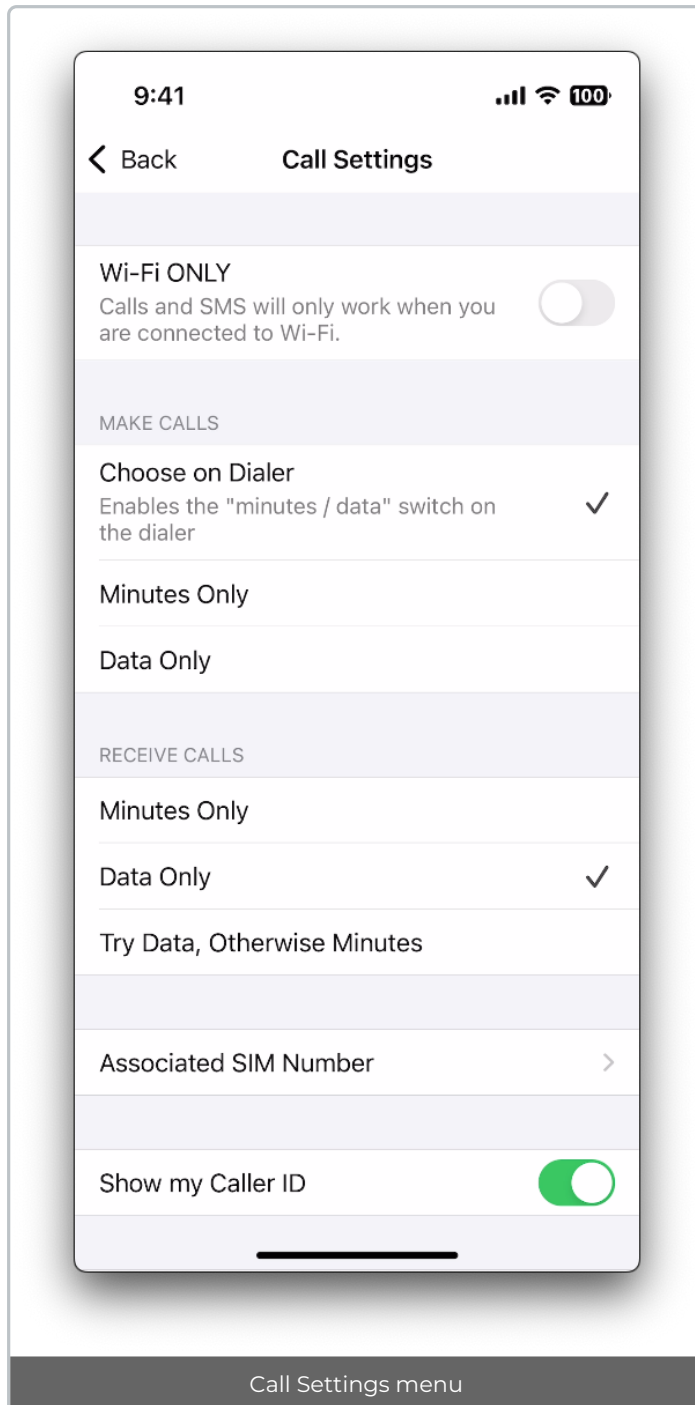 9:41
100
Back
Call Settings
Wi-Fi ONLY
Calls and SMS will only work when you
are connected to Wi-Fi.
MAKE CALLS
Choose on Dialer
Enables the "minutes / data" switch on
the dialer
Minutes Only
Data Only
RECEIVE CALLS
Minutes Only
Data Only
Try Data, Otherwise Minutes
Associated SIM Number
Show my Caller ID
Call Settings menu